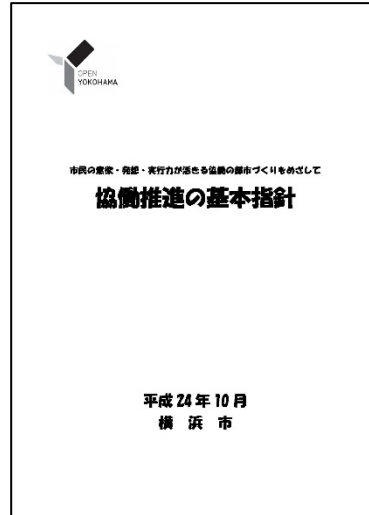 OPEN
YOKOHAMA
市民の意欲・発想・実行力が活きる協働の都市づくりをめざして
協働推進の基本指針
平成24年10月
横 浜 市